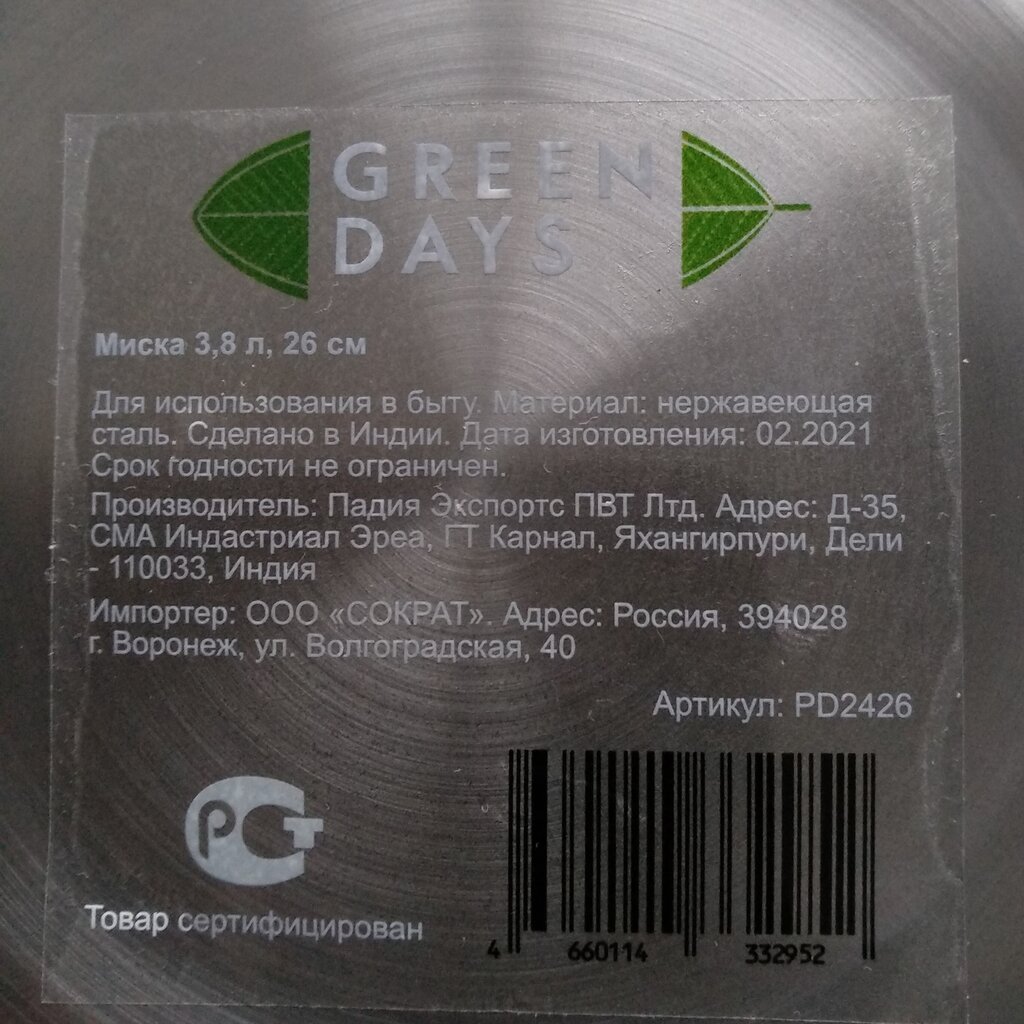 GREEN
DAYS
Миска 3,8 л, 26 см
Для использования в быту. Материал: нержавеющая
сталь. Сделано в Индии. Дата изготовления: 02.2021
Срок годности не ограничен.
Производитель: Падия Экспортс ПВТ Лтд. Адрес: Д-35,
СМА Индастриал Эреа, ГТ Карнал, Яхангирпури, Дели
- 110033, Индия
Импортер: ООО «СОКРАТ». Адрес: Россия, 394028
г. Воронеж, ул. Волгоградская, 40
Артикул: PD2426
РСТ
Товар сертифицирован
4 660114 332952